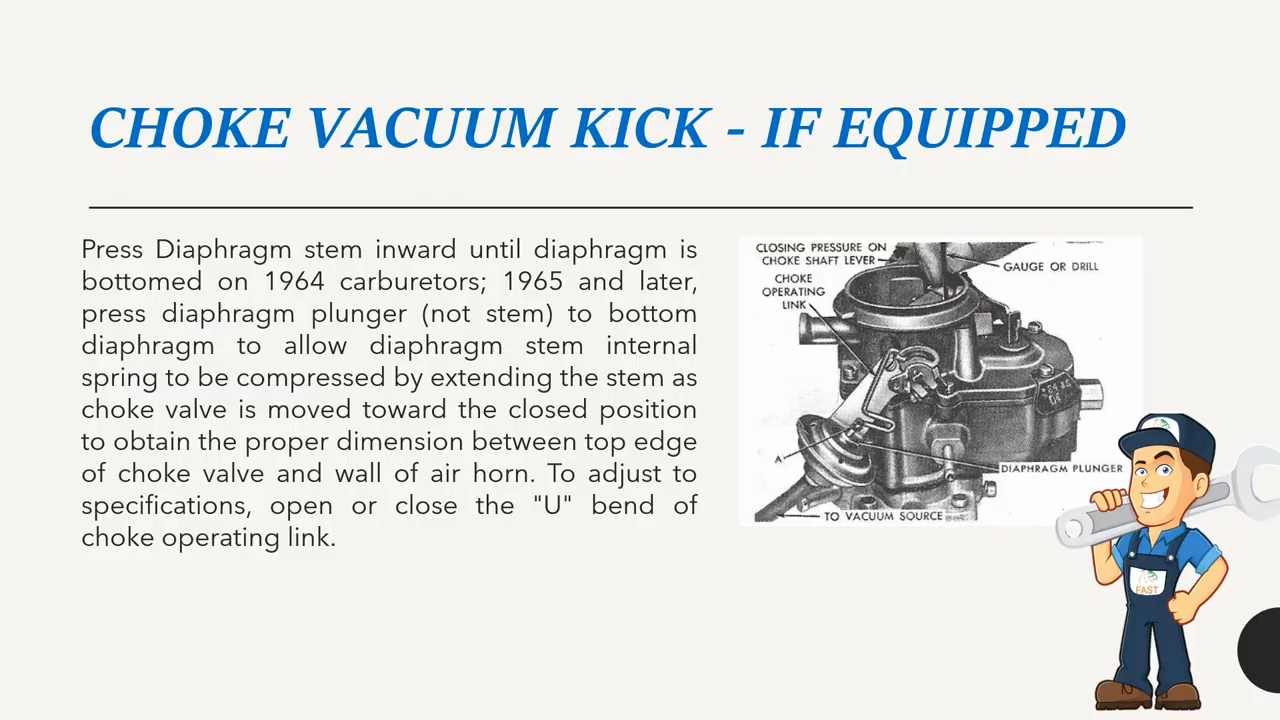 CHOKE VACUUM KICK - IF EQUIPPED
Press Diaphragm stem inward until diaphragm is
bottomed on 1964 carburetors; 1965 and later,
press diaphragm plunger (not stem) to bottom
diaphragm to allow diaphragm stem internal
spring to be compressed by extending the stem as
choke valve is moved toward the closed position
to obtain the proper dimension between top edge
of choke valve and wall of air horn. To adjust to
specifications, open or close the "U" bend of
choke operating link.
CLOSING PRESSURE ON
CHOKE SHAFT LEVER
GAUGE OR DRILL
CHOKE
OPERATING
LINK
A
DIAPHRAGM PLUNGER
TO VACUUM SOURCE
FAST